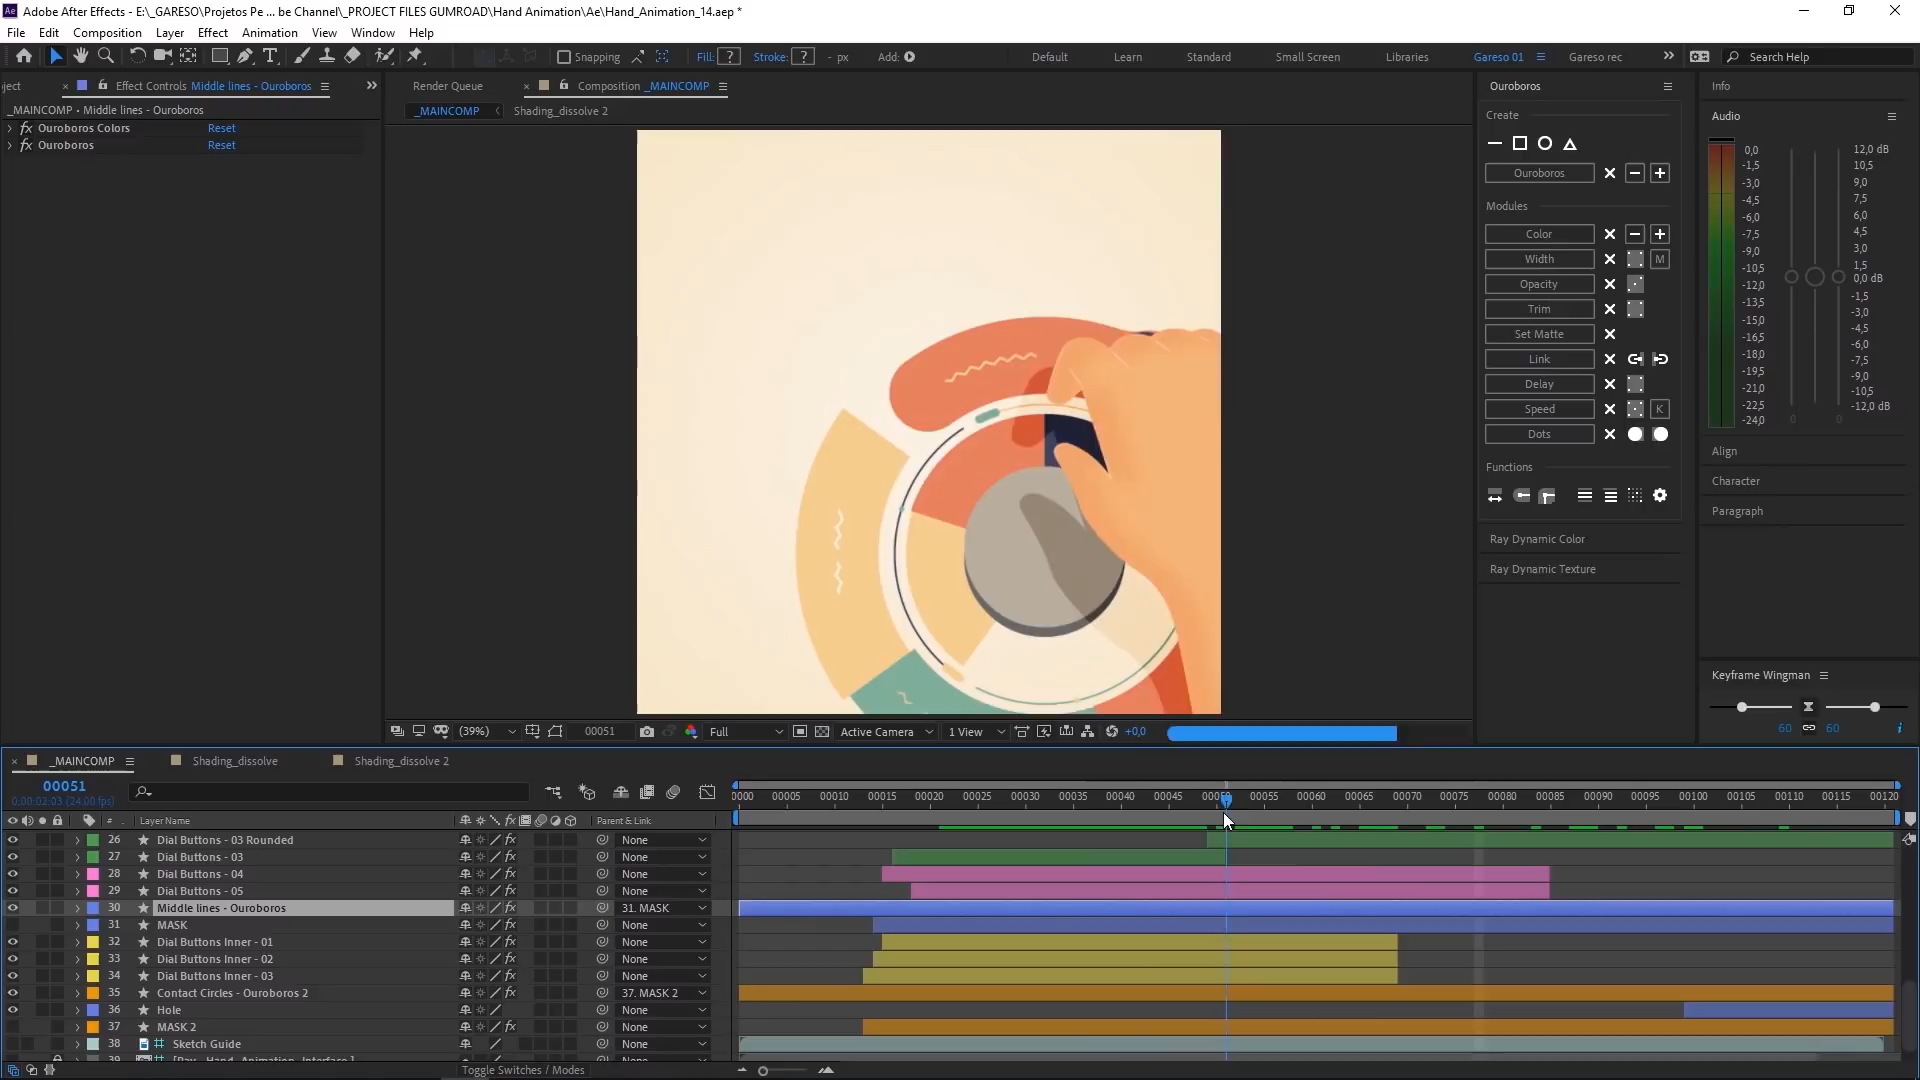 Adobe After Effects - E:\_GARESO\Projetos Pe ... be Channel\_PROJECT FILES GUMROAD\Hand Animation\Ae\Hand_Animation_14.aep *
File Edit Composition Layer Effect Animation View Window Help
Snapping Fill: ? Stroke: ? - px Add: Default Learn Standard Small Screen Libraries Gareso 01 Gareso rec Search Help
ject Effect Controls Middle lines - Ouroboros
_MAINCOMP • Middle lines - Ouroboros
fx Ouroboros Colors Reset
fx Ouroboros Reset
Render Queue Composition _MAINCOMP
_MAINCOMP Shading_dissolve 2
(39%) 00051 Full Active Camera 1 View +0,0
Ouroboros
Create
Ouroboros
Modules
Color
Width M
Opacity
Trim
Set Matte
Link
Delay
Speed K
Dots
Functions
Ray Dynamic Color
Ray Dynamic Texture
Info
Audio
0,0 12,0 dB
-1,5 10,5
-3,0 9,0
-4,5 7,5
-6,0 6,0
-7,5 4,5
-9,0 3,0
-10,5 1,5
-12,0 0,0 dB
-13,5 -1,5
-15,0 -3,0
-16,5 -4,5
-18,0 -6,0
-19,5 -7,5
-21,0 -9,0
-22,5 -10,5
-24,0 -12,0 dB
0 0
Align
Character
Paragraph
Keyframe Wingman
60 60
_MAINCOMP Shading_dissolve Shading_dissolve 2
00051
0:00:02:03 (24.00 fps)
0000 00005 00010 00015 00020 00025 00030 00035 00040 00045 00055 00060 00065 00070 00075 00080 00085 00090 00095 00100 00105 00110 00115 00120
# Layer Name fx Parent & Link
26 Dial Buttons - 03 Rounded fx None
27 Dial Buttons - 03 fx None
28 Dial Buttons - 04 fx None
29 Dial Buttons - 05 fx None
30 Middle lines - Ouroboros fx 31. MASK
31 MASK None
32 Dial Buttons Inner - 01 fx None
33 Dial Buttons Inner - 02 fx None
34 Dial Buttons Inner - 03 fx None
35 Contact Circles - Ouroboros 2 fx 37. MASK 2
36 Hole None
37 MASK 2 fx None
38 Sketch Guide None
Toggle Switches / Modes